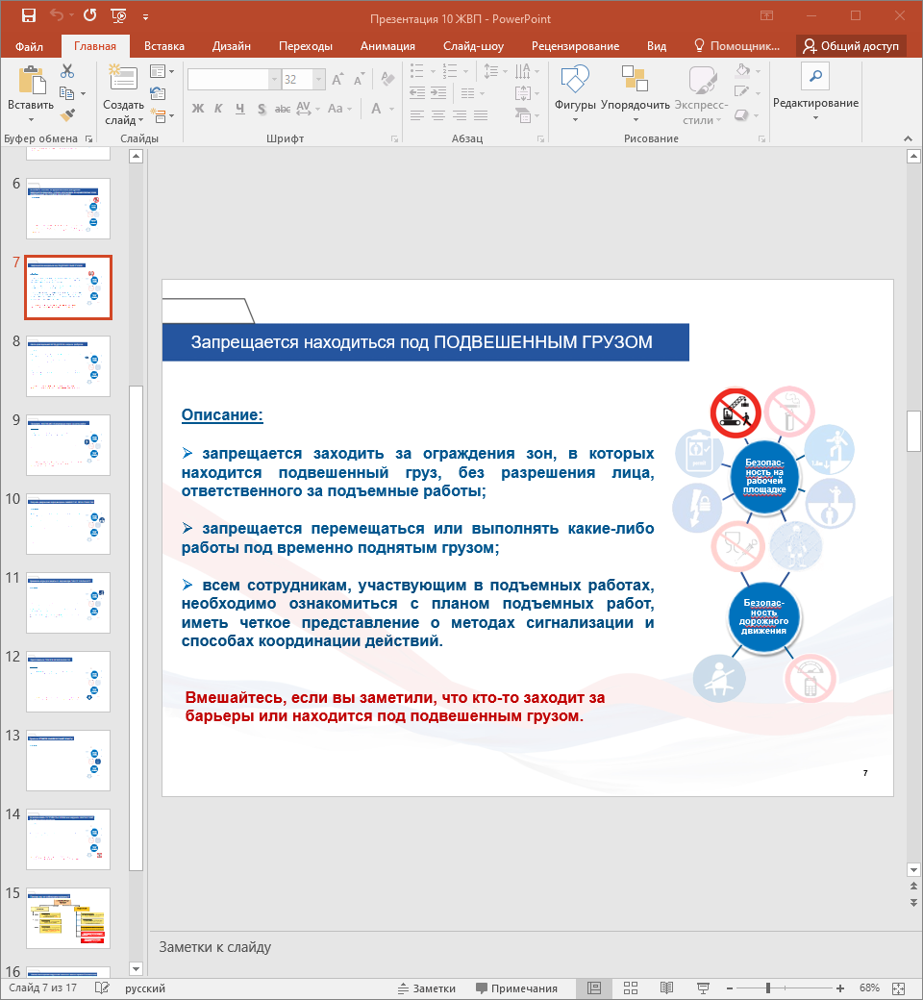 Презентация 10 ЖВП - PowerPoint
Файл
Главная
Вставка
Дизайн
Переходы
Анимация
Слайд-шоу
Рецензирование
Вид
Помощник...
Общий доступ
Вставить
Создать
слайд
32
Ж К Ч S abc AV Aa A
Фигуры
Упорядочить
Экспресс-
стили
Редактирование
Буфер обмена
Слайды
Шрифт
Абзац
Рисование
6
7
8
9
10
11
12
13
14
15
16
Запрещается находиться под ПОДВЕШЕННЫМ ГРУЗОМ
Описание:
запрещается заходить за ограждения зон, в которых
находится подвешенный груз, без разрешения лица,
ответственного за подъемные работы;
запрещается перемещаться или выполнять какие-либо
работы под временно поднятым грузом;
всем сотрудникам, участвующим в подъемных работах,
необходимо ознакомиться с планом подъемных работ,
иметь четкое представление о методах сигнализации и
способах координации действий.
Вмешайтесь, если вы заметили, что кто-то заходит за
барьеры или находится под подвешенным грузом.
Безопас-
ность на
рабочей
площадке
Безопас-
ность
дорожного
движения
7
Заметки к слайду
Слайд 7 из 17
русский
Заметки
Примечания
68%